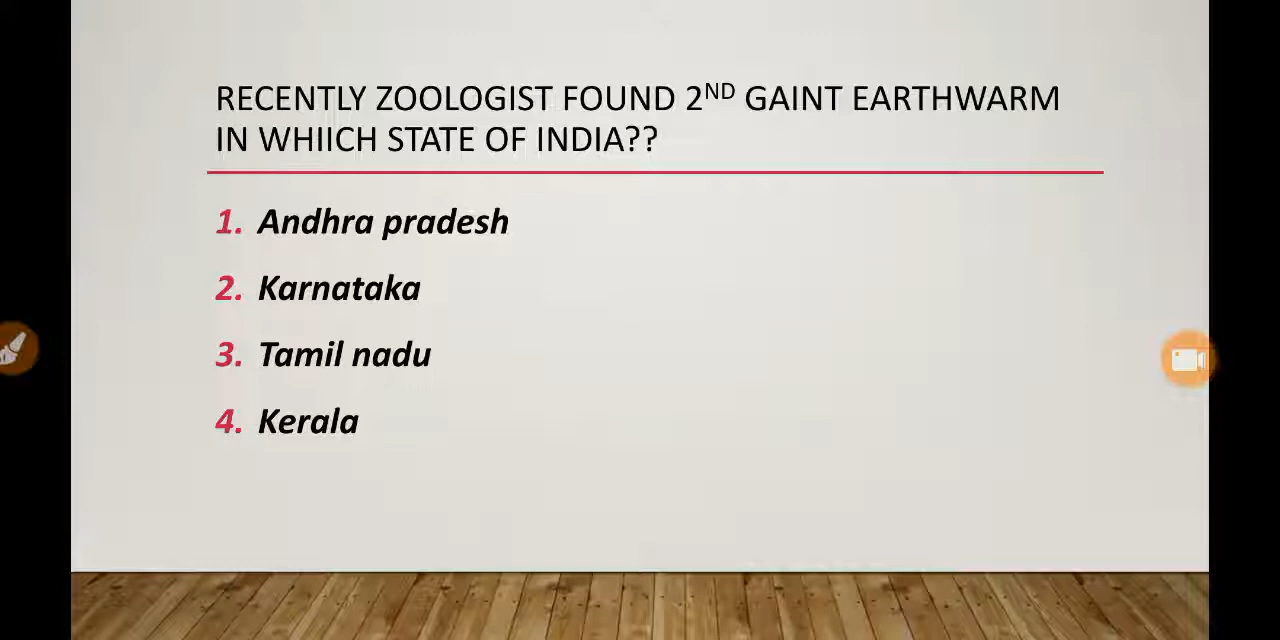 RECENTLY ZOOLOGIST FOUND 2ND GAINT EARTHWARM
IN WHIICH STATE OF INDIA??
1. Andhra pradesh
2. Karnataka
3. Tamil nadu
4. Kerala